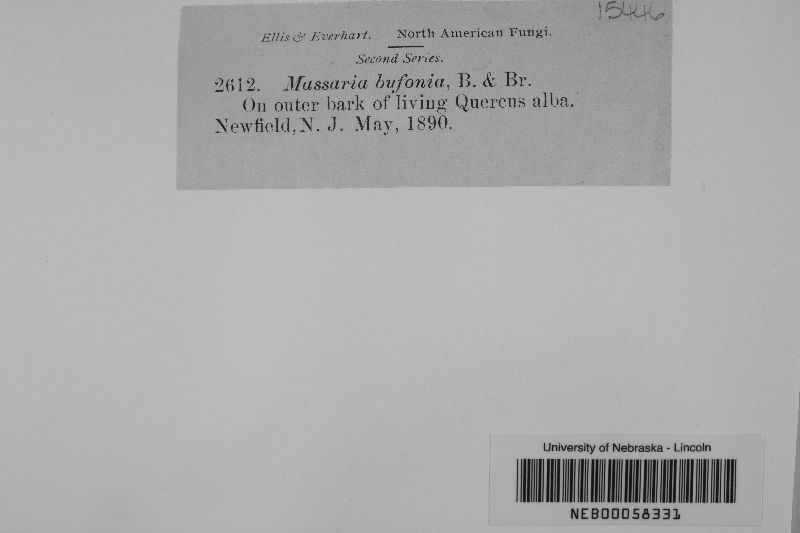 15446
Ellis & Everhart. North American Fungi.
Second Series.
2612. Massaria bufonia, B. & Br.
On outer bark of living Quercus alba.
Newfield, N. J. May, 1890.
University of Nebraska - Lincoln
NEB00058331